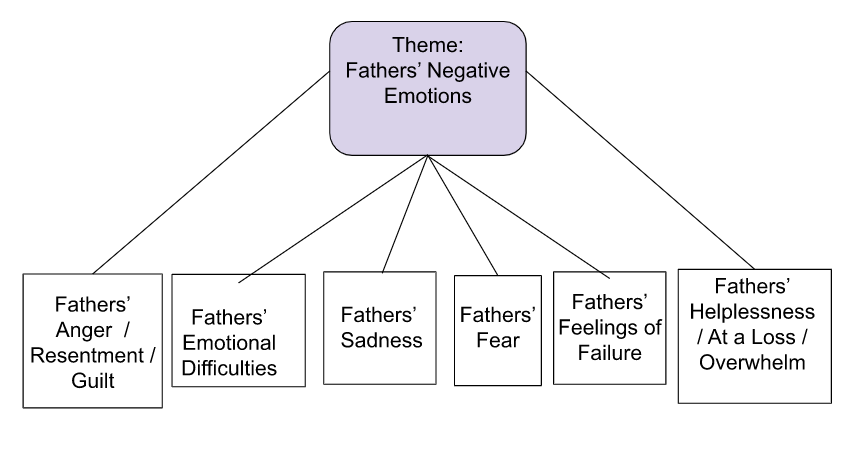 Theme:
Fathers’ Negative
Emotions
Fathers’
Anger /
Resentment /
Guilt
Fathers’
Emotional
Difficulties
Fathers’
Sadness
Fathers’
Fear
Fathers’
Feelings of
Failure
Fathers’
Helplessness
/ At a Loss /
Overwhelm